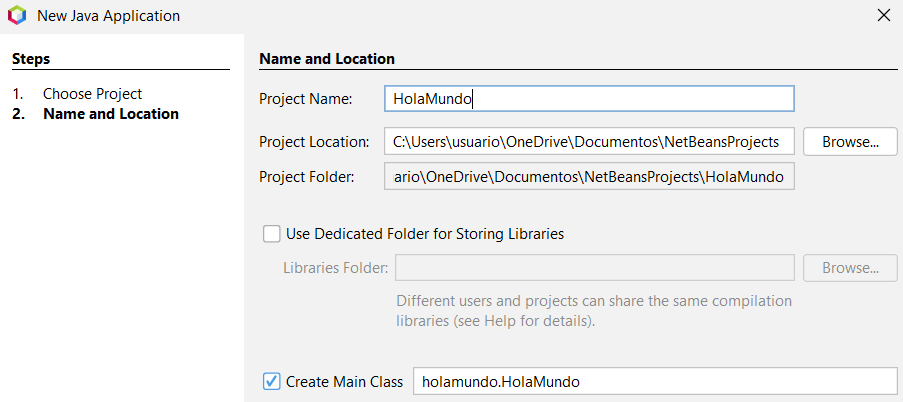 New Java Application
Steps
1. Choose Project
2. Name and Location
Name and Location
Project Name: HolaMundo
Project Location: C:\Users\usuario\OneDrive\Documentos\NetBeansProjects Browse...
Project Folder: ario\OneDrive\Documentos\NetBeansProjects\HolaMundo
Use Dedicated Folder for Storing Libraries
Libraries Folder: Browse...
Different users and projects can share the same compilation
libraries (see Help for details).
Create Main Class holamundo.HolaMundo